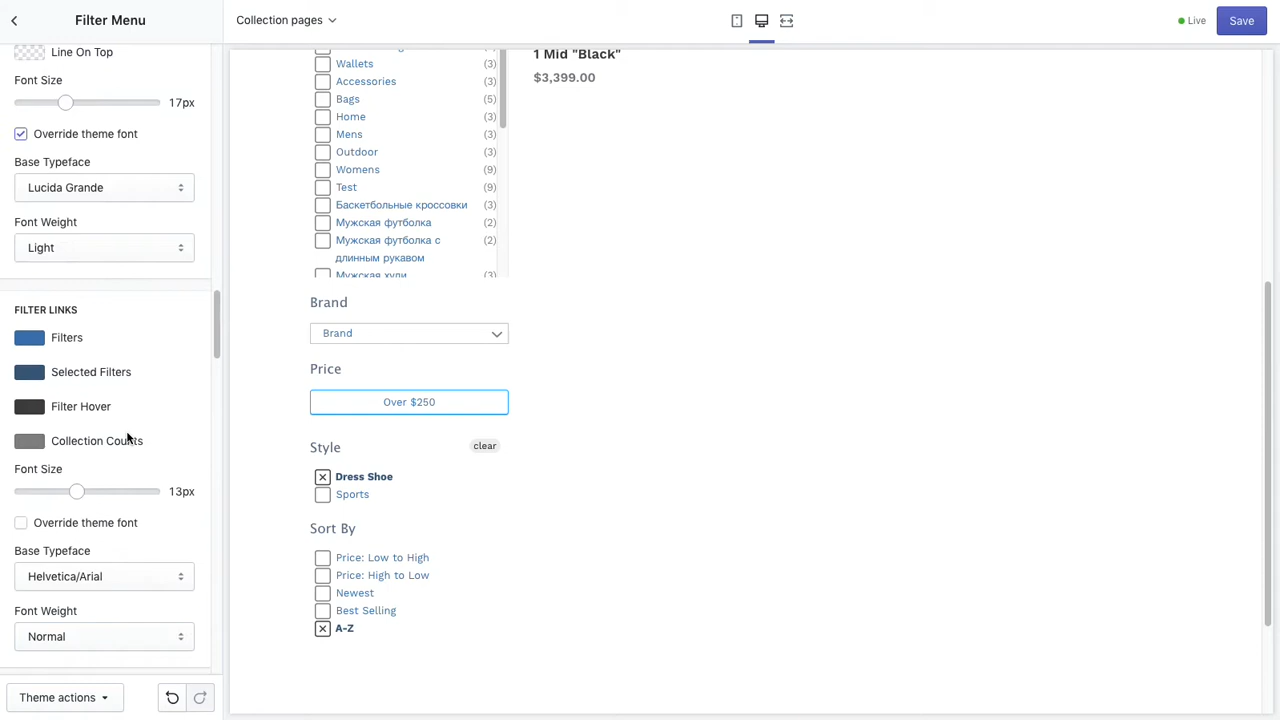 Filter Menu
Collection pages
Live
Save
Line On Top
Font Size
17px
Override theme font
Base Typeface
Lucida Grande
Font Weight
Light
FILTER LINKS
Filters
Selected Filters
Filter Hover
Collection Counts
Font Size
13px
Override theme font
Base Typeface
Helvetica/Arial
Font Weight
Normal
Theme actions
1 Mid "Black"
$3,399.00
Wallets (3)
Accessories (3)
Bags (5)
Home (3)
Mens (3)
Outdoor (3)
Womens (9)
Test (9)
Баскетбольные кроссовки (3)
Мужская футболка (2)
Мужская футболка с (2)
длинным рукавом
Мужская худи (3)
Brand
Brand
Price
Over $250
Style clear
Dress Shoe
Sports
Sort By
Price: Low to High
Price: High to Low
Newest
Best Selling
A-Z